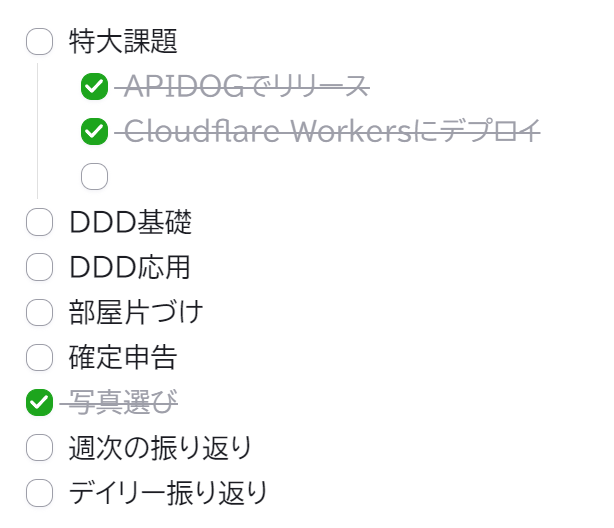 特大課題
APIDOGでリリース
Cloudflare Workersにデプロイ
DDD基礎
DDD応用
部屋片づけ
確定申告
写真選び
週次の振り返り
デイリー振り返り